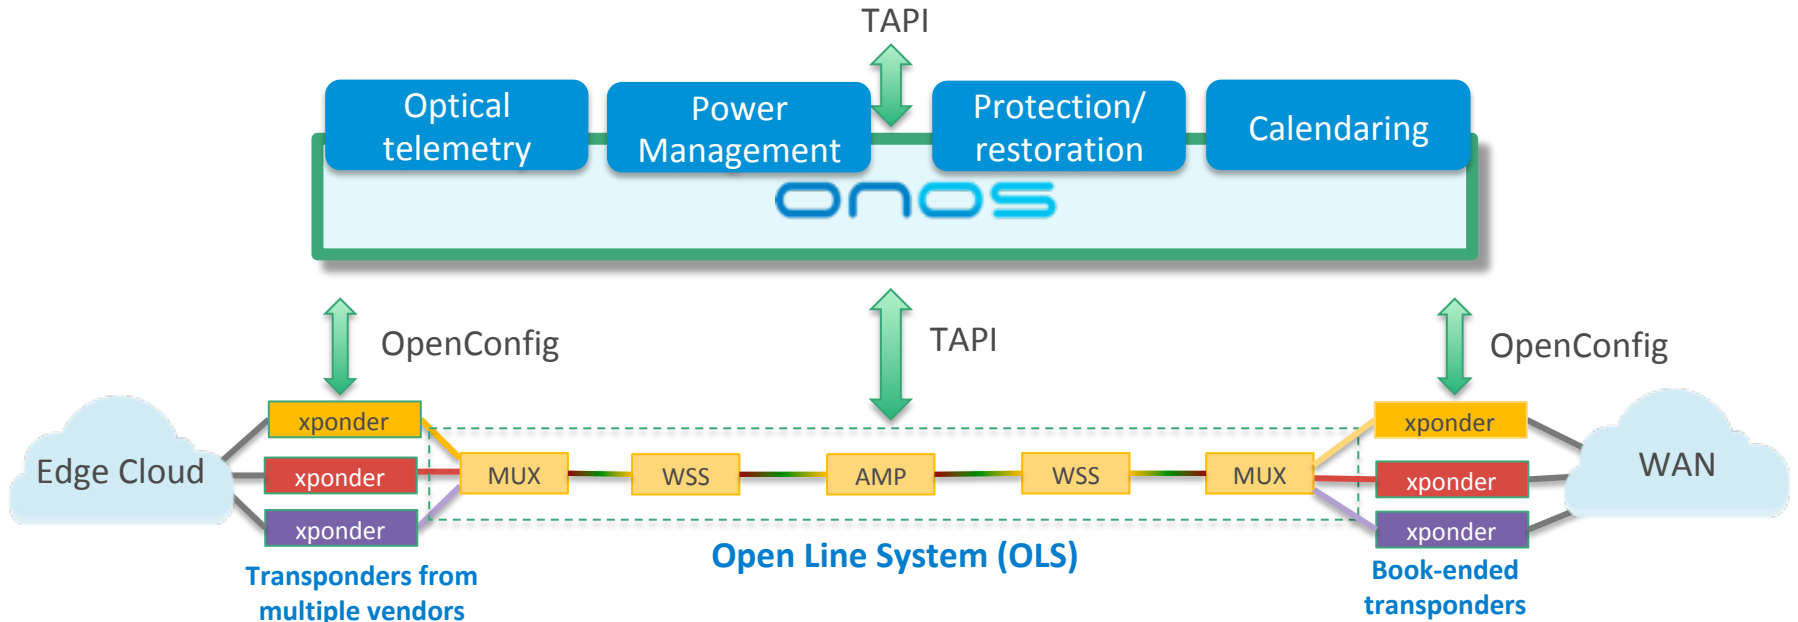 TAPI
Optical
telemetry
Power
Management
Protection/
restoration
Calendaring
onos
OpenConfig
TAPI
OpenConfig
Edge Cloud
xponder
xponder
xponder
MUX
WSS
AMP
WSS
MUX
xponder
xponder
xponder
WAN
Open Line System (OLS)
Transponders from
multiple vendors
Book-ended
transponders